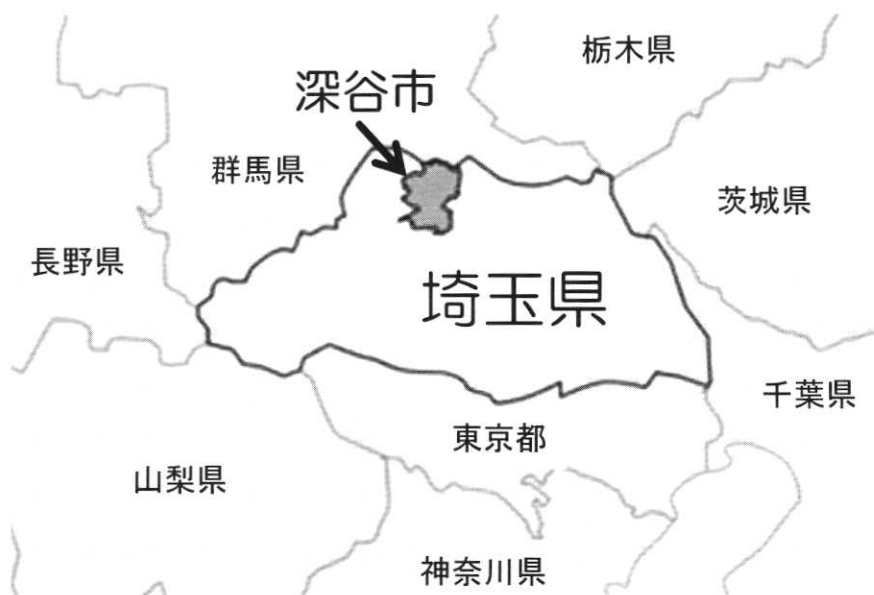 栃木県
深谷市
群馬県
茨城県
長野県
埼玉県
千葉県
東京都
山梨県
神奈川県